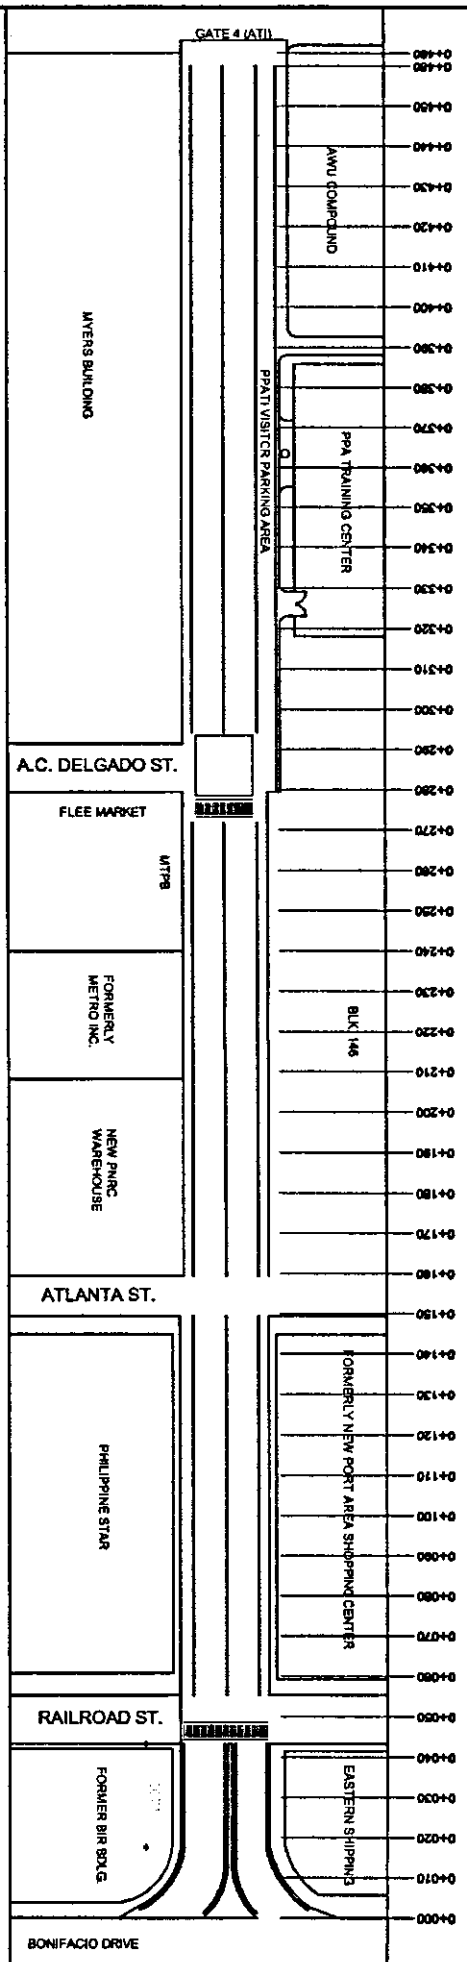 GATE 4 (ATI)
0+490
0+480
0+450
AWU COMPOUND
0+440
0+430
0+420
0+410
0+400
MYERS BUILDING
0+390
PPATI VISITOR PARKING AREA
0+380
0+370
PPA TRAINING CENTER
0+360
0+350
0+340
0+330
0+320
0+310
0+300
0+290
A.C. DELGADO ST.
0+280
FLEE MARKET
0+270
MTPB
0+260
0+250
0+240
FORMERLY
METRO INC.
0+230
BLK 146
0+220
0+210
0+200
NEW PNRC
WAREHOUSE
0+190
0+180
0+170
0+160
ATLANTA ST.
0+150
0+140
FORMERLY NEW PORT AREA SHOPPING CENTER
0+130
0+120
0+110
PHILIPPINE STAR
0+100
0+090
0+080
0+070
0+060
RAILROAD ST.
0+050
0+040
FORMER BIR BDLG.
EASTERN SHIPPING
0+030
0+020
0+010
0+000
BONIFACIO DRIVE